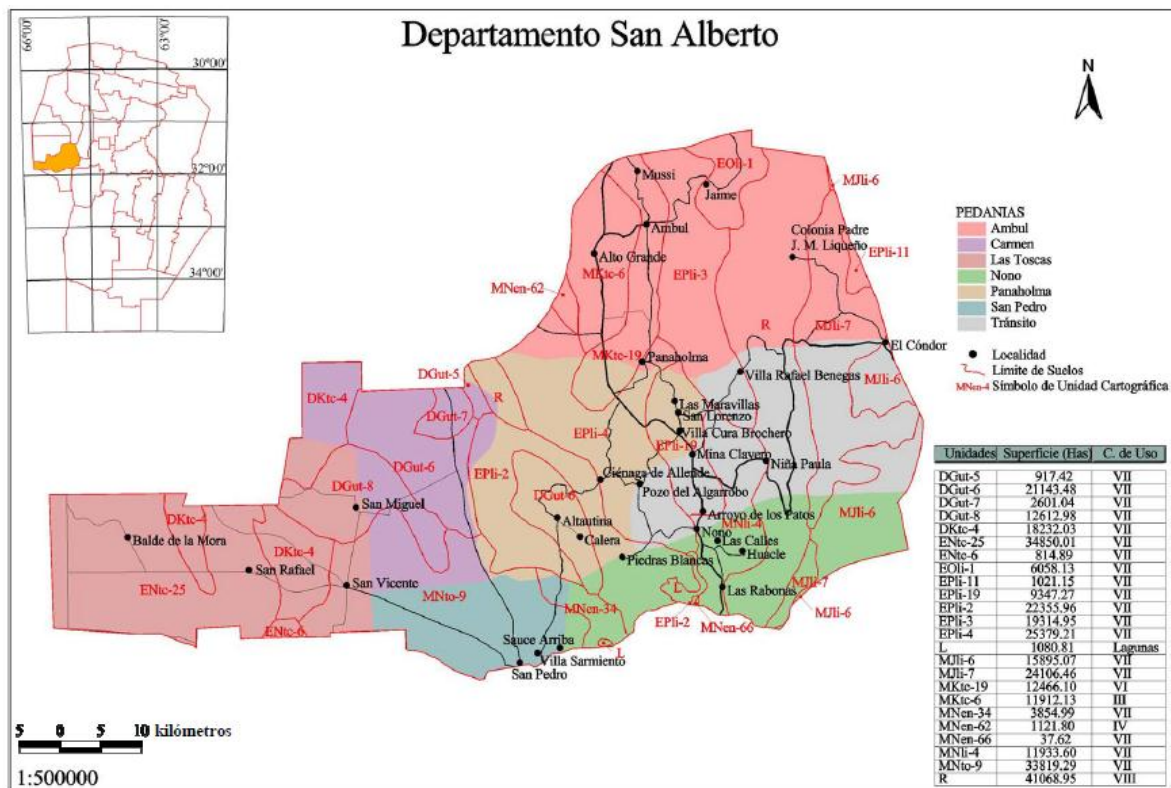 Departamento San Alberto
66°00'
63°00'
30°00'
32°00'
34°00'
N
EOli-1
Mussi
Jaime
MJli-6
Ambul
Colonia Padre
J. M. Liqueño
Alto Grande
EPli-11
MKtc-6
EPli-3
MNen-62
R
MJli-7
El Cóndor
MKtc-19
Panaholma
Villa Rafael Benegas
MJli-6
DGut-5
DKtc-4
R
DGut-7
Las Maravillas
San Lorenzo
EPli-4
Villa Cura Brochero
EPli-19
Mina Clavero
Niña Paula
DGut-6
EPli-2
Ciénaga de Allende
DGut-8
DGut-6
Pozo del Algarrobo
San Miguel
MJli-6
DKtc-4
Altautina
Arroyo de los Patos
MNli-4
Nono
Balde de la Mora
Calera
Las Calles
DKtc-4
Huacle
Piedras Blancas
San Rafael
San Vicente
MJli-7
ENtc-25
L
Las Rabonas
MNto-9
MNen-34
MJli-6
EPli-2
MNen-66
ENtc-6
Sauce Arriba
L
Villa Sarmiento
San Pedro
PEDANIAS
Ambul
Carmen
Las Toscas
Nono
Panaholma
San Pedro
Tránsito
Localidad
Límite de Suelos
MNen-4 Símbolo de Unidad Cartográfica
Unidades Superficie (Has) C. de Uso
DGut-5 917.42 VII
DGut-6 21143.48 VII
DGut-7 2601.04 VII
DGut-8 12612.98 VII
DKtc-4 18232.03 VII
ENtc-25 34850.01 VII
ENtc-6 814.89 VII
EOli-1 6058.13 VII
EPli-11 1021.15 VII
EPli-19 9347.27 VII
EPli-2 22355.96 VII
EPli-3 19314.95 VII
EPli-4 25379.21 VII
L 1080.81 Lagunas
MJli-6 15895.07 VII
MJli-7 24106.46 VII
MKtc-19 12466.10 VI
MKtc-6 11912.13 III
MNen-34 3854.99 VII
MNen-62 1121.80 IV
MNen-66 37.62 VII
MNli-4 11933.60 VII
MNto-9 33819.29 VII
R 41068.95 VIII
5 0 5 10 kilómetros
1:500000